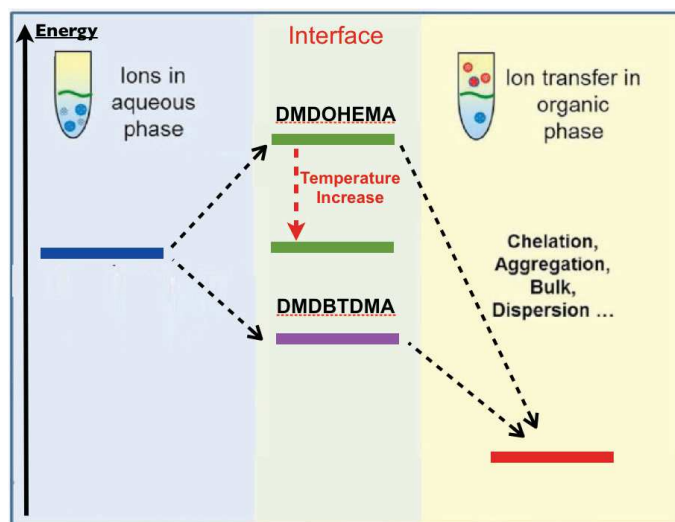 Energy
Ions in
aqueous
phase
Interface
DMDOHEMA
Temperature
Increase
DMDBTDMA
Ion transfer in
organic
phase
Chelation,
Aggregation,
Bulk,
Dispersion ...